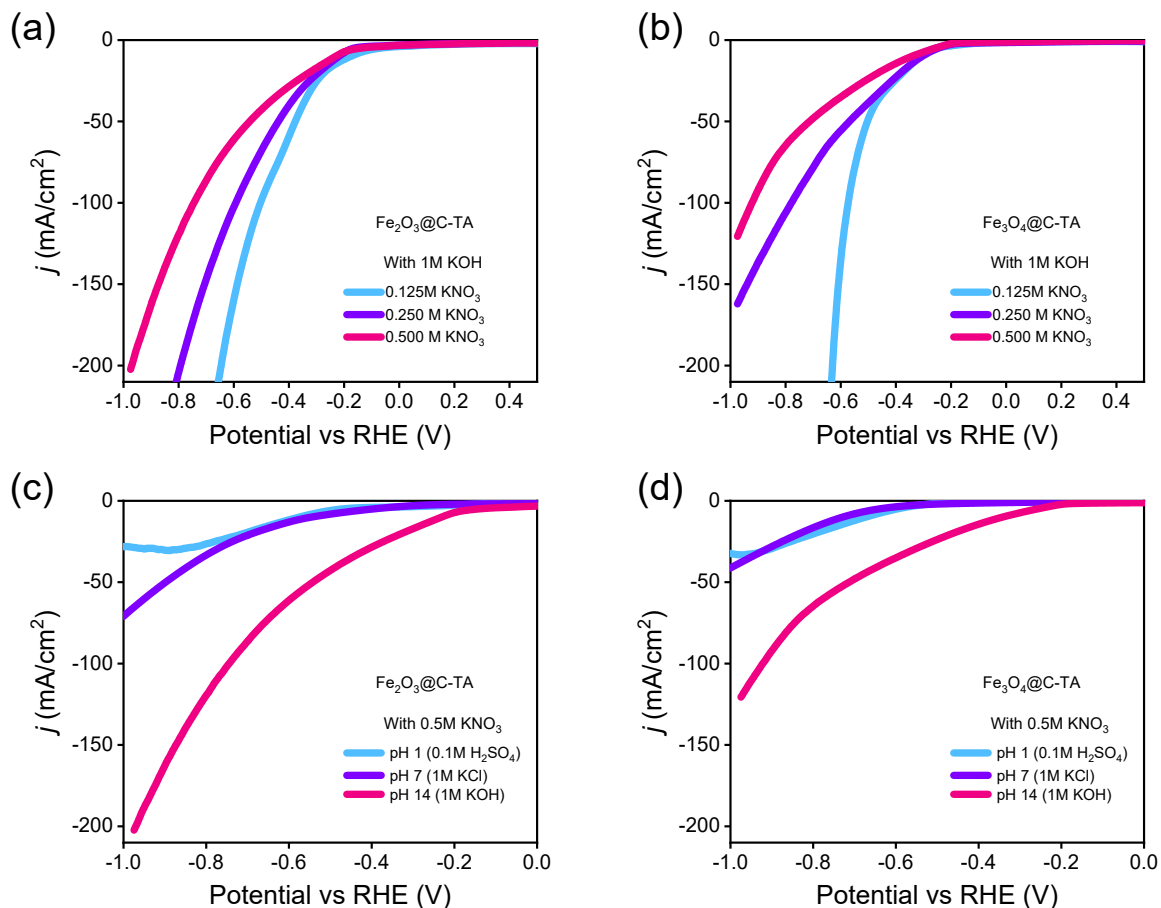 (a)
0
-50
-100
-150
-200
j (mA/cm²)
-1.0 -0.8 -0.6 -0.4 -0.2 0.0 0.2 0.4
Potential vs RHE (V)
Fe₂O₃@C-TA
With 1M KOH
0.125M KNO₃
0.250 M KNO₃
0.500 M KNO₃
(b)
0
-50
-100
-150
-200
j (mA/cm²)
-1.0 -0.8 -0.6 -0.4 -0.2 0.0 0.2 0.4
Potential vs RHE (V)
Fe₃O₄@C-TA
With 1M KOH
0.125M KNO₃
0.250 M KNO₃
0.500 M KNO₃
(c)
0
-50
-100
-150
-200
j (mA/cm²)
-1.0 -0.8 -0.6 -0.4 -0.2 0.0
Potential vs RHE (V)
Fe₂O₃@C-TA
With 0.5M KNO₃
pH 1 (0.1M H₂SO₄)
pH 7 (1M KCl)
pH 14 (1M KOH)
(d)
0
-50
-100
-150
-200
j (mA/cm²)
-1.0 -0.8 -0.6 -0.4 -0.2 0.0
Potential vs RHE (V)
Fe₃O₄@C-TA
With 0.5M KNO₃
pH 1 (0.1M H₂SO₄)
pH 7 (1M KCl)
pH 14 (1M KOH)